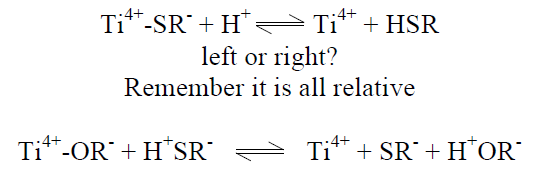 Ti⁴⁺-SR⁻ + H⁺ ⇌ Ti⁴⁺ + HSR
left or right?
Remember it is all relative
Ti⁴⁺-OR⁻ + H⁺SR⁻ ⇌ Ti⁴⁺ + SR⁻ + H⁺OR⁻